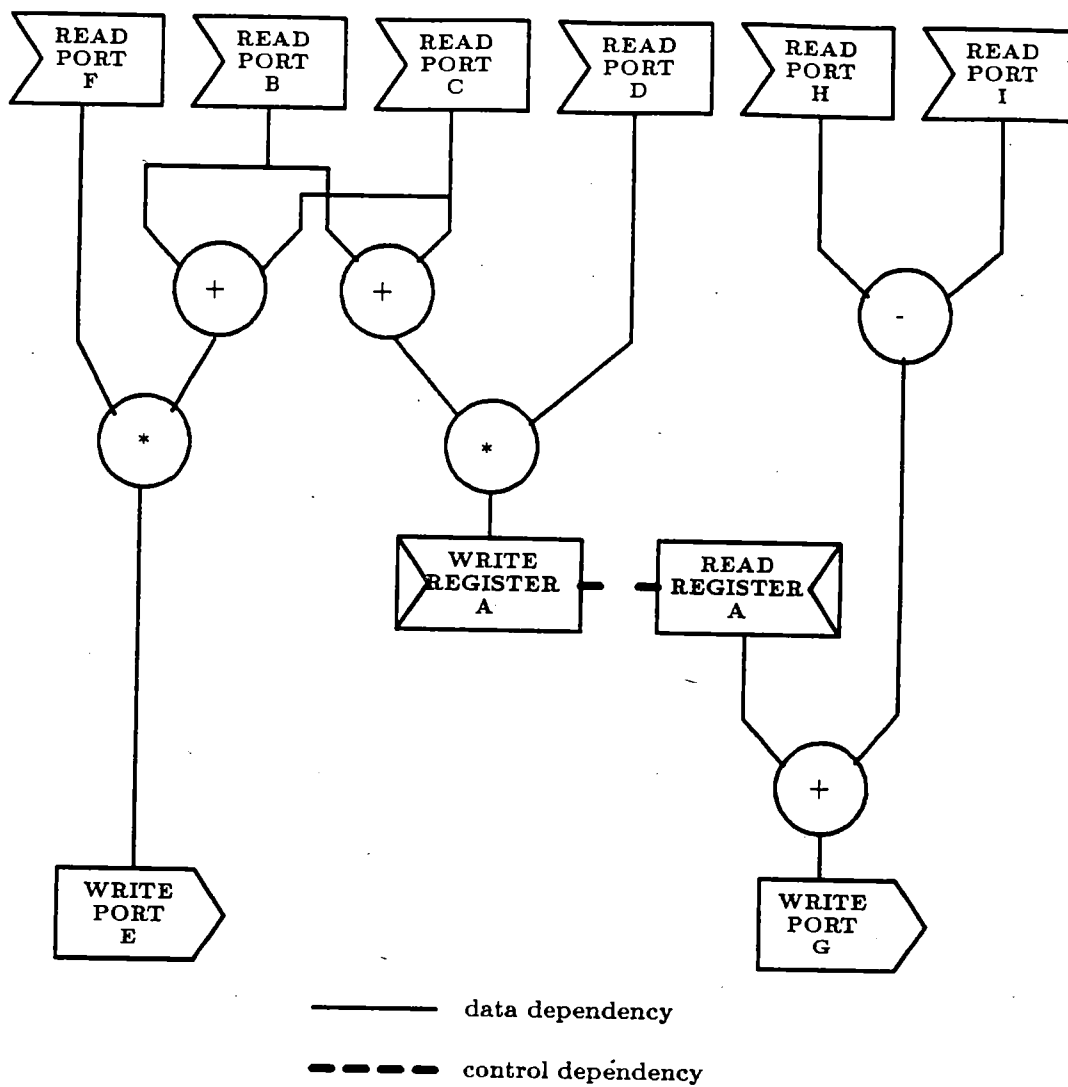 READ
PORT
F
READ
PORT
B
READ
PORT
C
READ
PORT
D
READ
PORT
H
READ
PORT
I
+
+
-
*
*
WRITE
REGISTER
A
READ
REGISTER
A
+
WRITE
PORT
E
WRITE
PORT
G
data dependency
control dependency